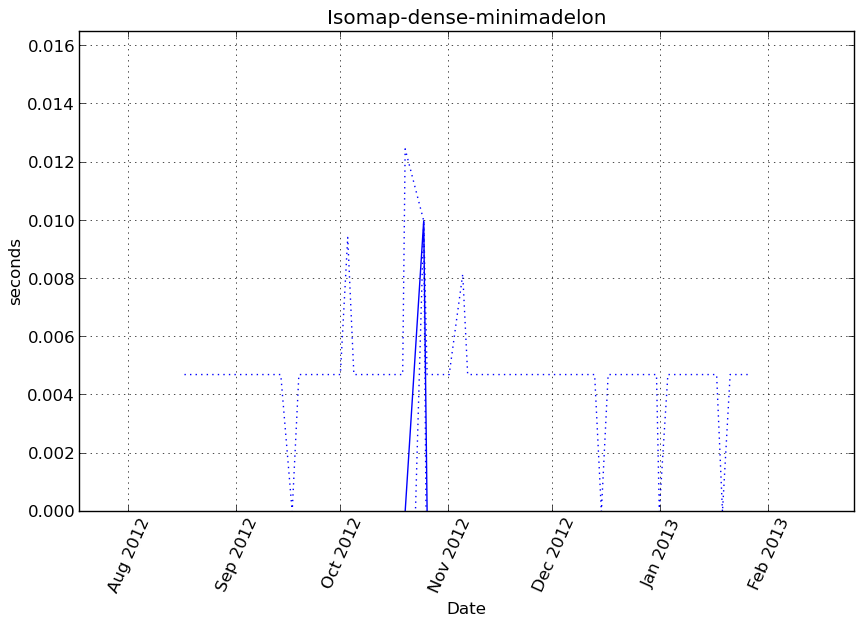 Isomap-dense-minimadelon
0.016
0.014
0.012
0.010
0.008
0.006
0.004
0.002
0.000
seconds
Aug 2012
Sep 2012
Oct 2012
Nov 2012
Dec 2012
Jan 2013
Feb 2013
Date